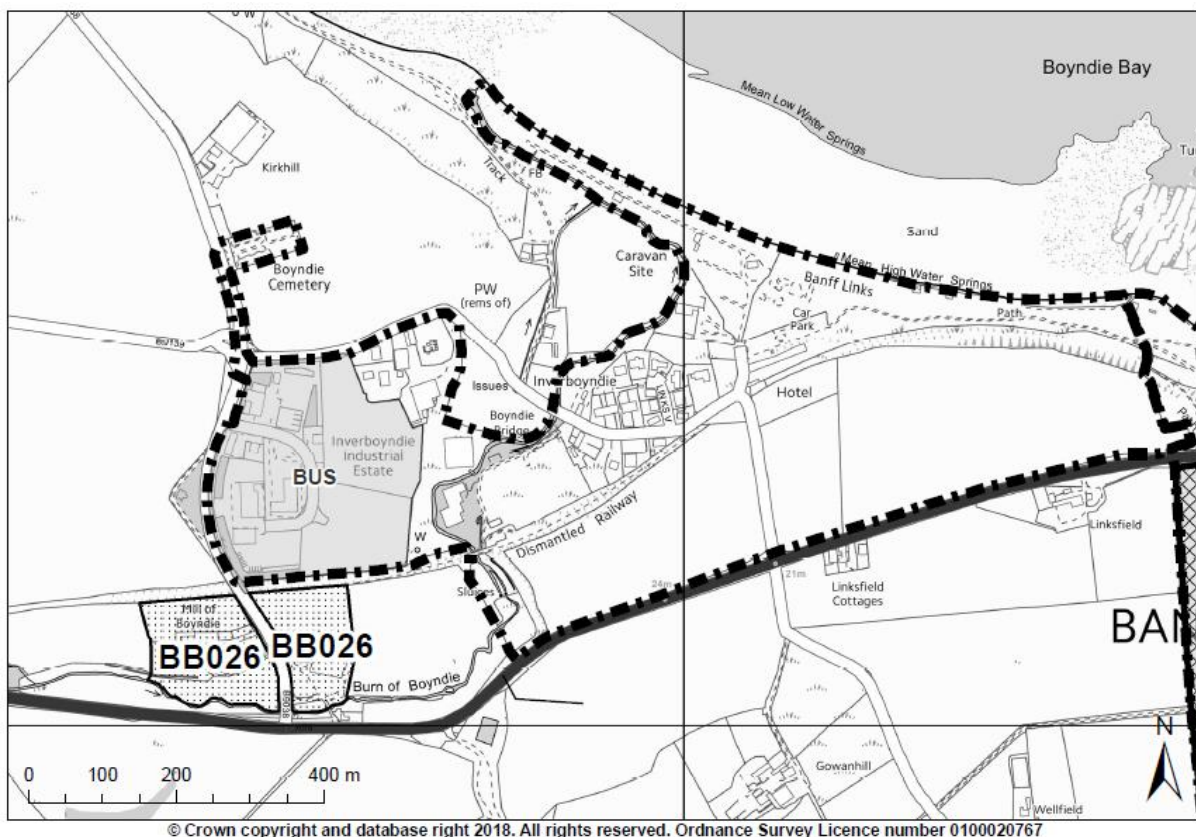 W
Boyndie Bay
Mean Low Water Springs
Kirkhill
Track
FB
Sand
Boyndie
Cemetery
Caravan
Site
Mean High Water Springs
PW
(rems of)
Banff Links
Car
Park
Path
Issues
Inverboyndie
Hotel
Boyndie
Bridge
Inverboyndie
Industrial
Estate
BUS
Dismantled Railway
W
Linksfield
24m
21m
Linksfield
Cottages
Sluices
Mill of
Boyndie
BB026
BB026
BAN
Burn of Boyndie
B9038
N
Gowanhill
Wellfield
0 100 200 400 m
© Crown copyright and database right 2018. All rights reserved. Ordnance Survey Licence number 0100020767